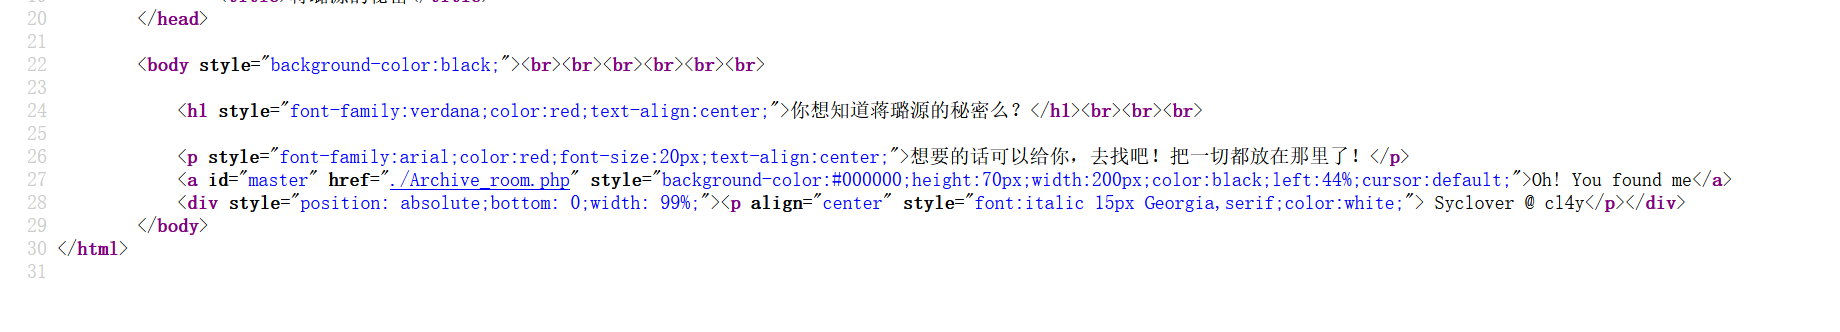 20 </head>
21
22 <body style="background-color:black;"><br><br><br><br><br><br>
23
24 <h1 style="font-family:verdana;color:red;text-align:center;">你想知道蒋璐源的秘密么？</h1><br><br><br>
25
26 <p style="font-family:arial;color:red;font-size:20px;text-align:center;">想要的话可以给你，去找吧！把一切都放在那里了！</p>
27 <a id="master" href="./Archive_room.php" style="background-color:#000000;height:70px;width:200px;color:black;left:44%;cursor:default;">Oh! You found me</a>
28 <div style="position: absolute;bottom: 0;width: 99%;"><p align="center" style="font:italic 15px Georgia,serif;color:white;"> Syclover @ cl4y</p></div>
29 </body>
30 </html>
31